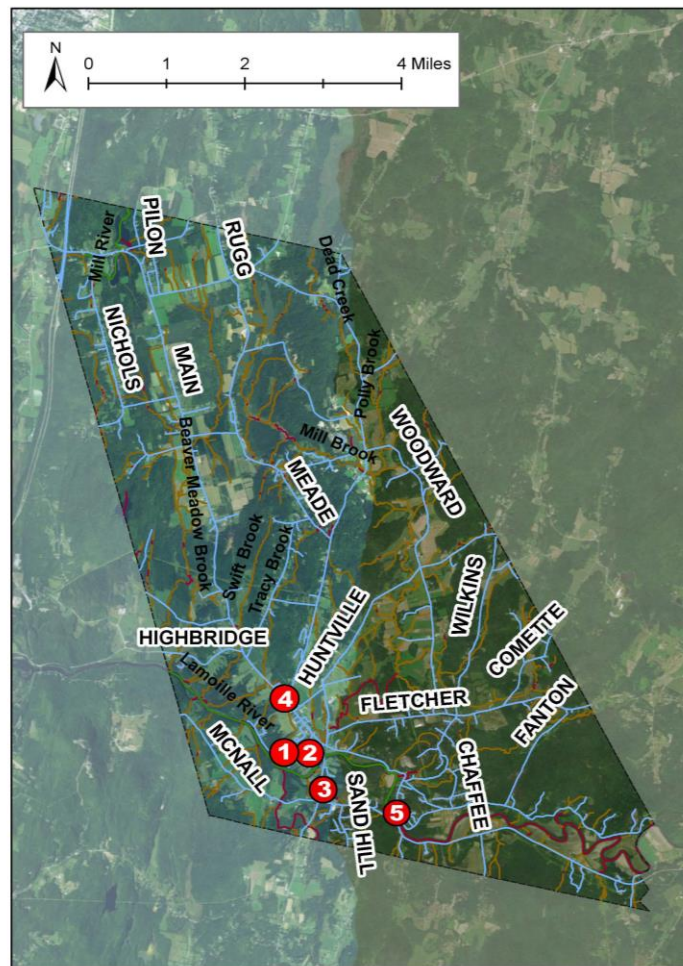 N
0 1 2 4 Miles
PILON
RUGG
Mill River
Dead Creek
NICHOLS
MAIN
Polly Brook
WOODWARD
Mill Brook
Beaver Meadow Brook
MEADE
Swift Brook
Tracy Brook
WILKINS
COMETTE
HUNTVILLE
HIGHBRIDGE
Lamoille River
FLETCHER
FANTON
4
MCNALL
1 2
CHAFFEE
3
SAND HILL
5